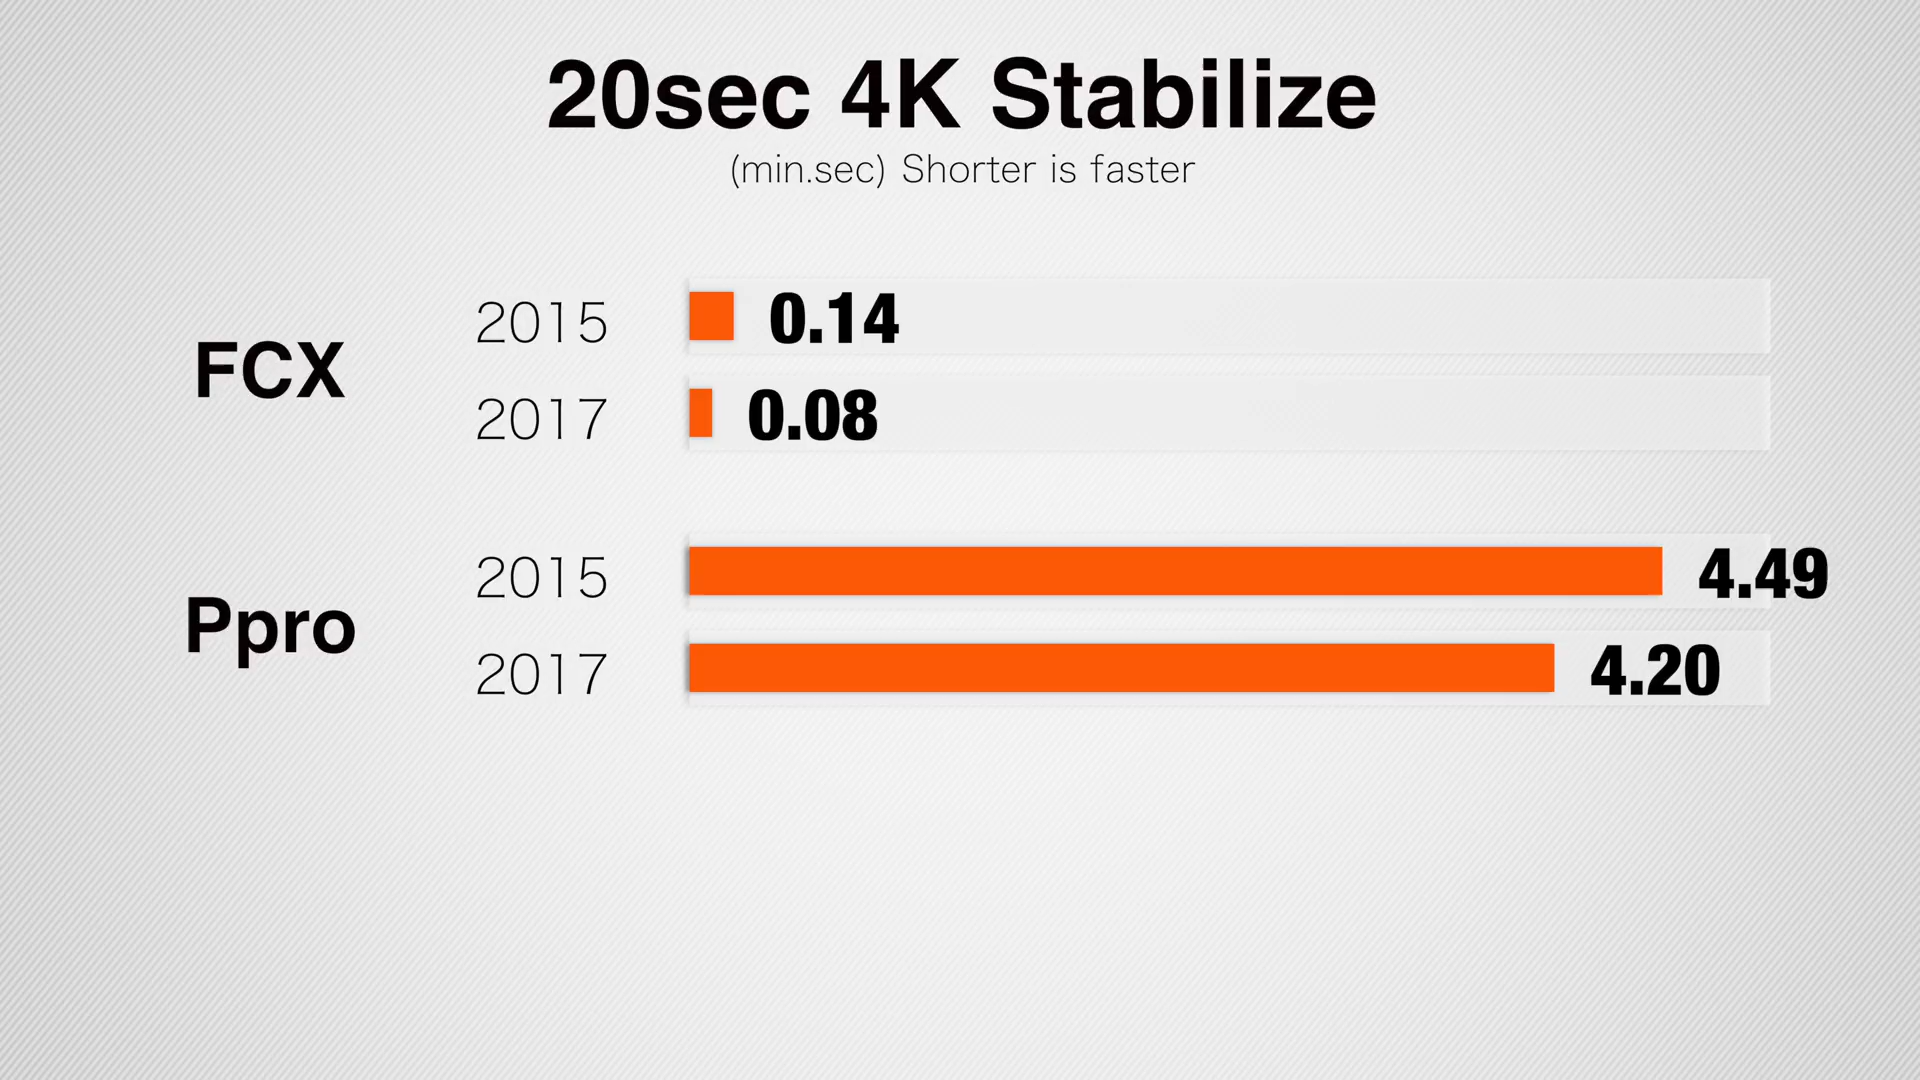 20sec 4K Stabilize
(min.sec) Shorter is faster
FCX
2015 0.14
2017 0.08
Ppro
2015 4.49
2017 4.20